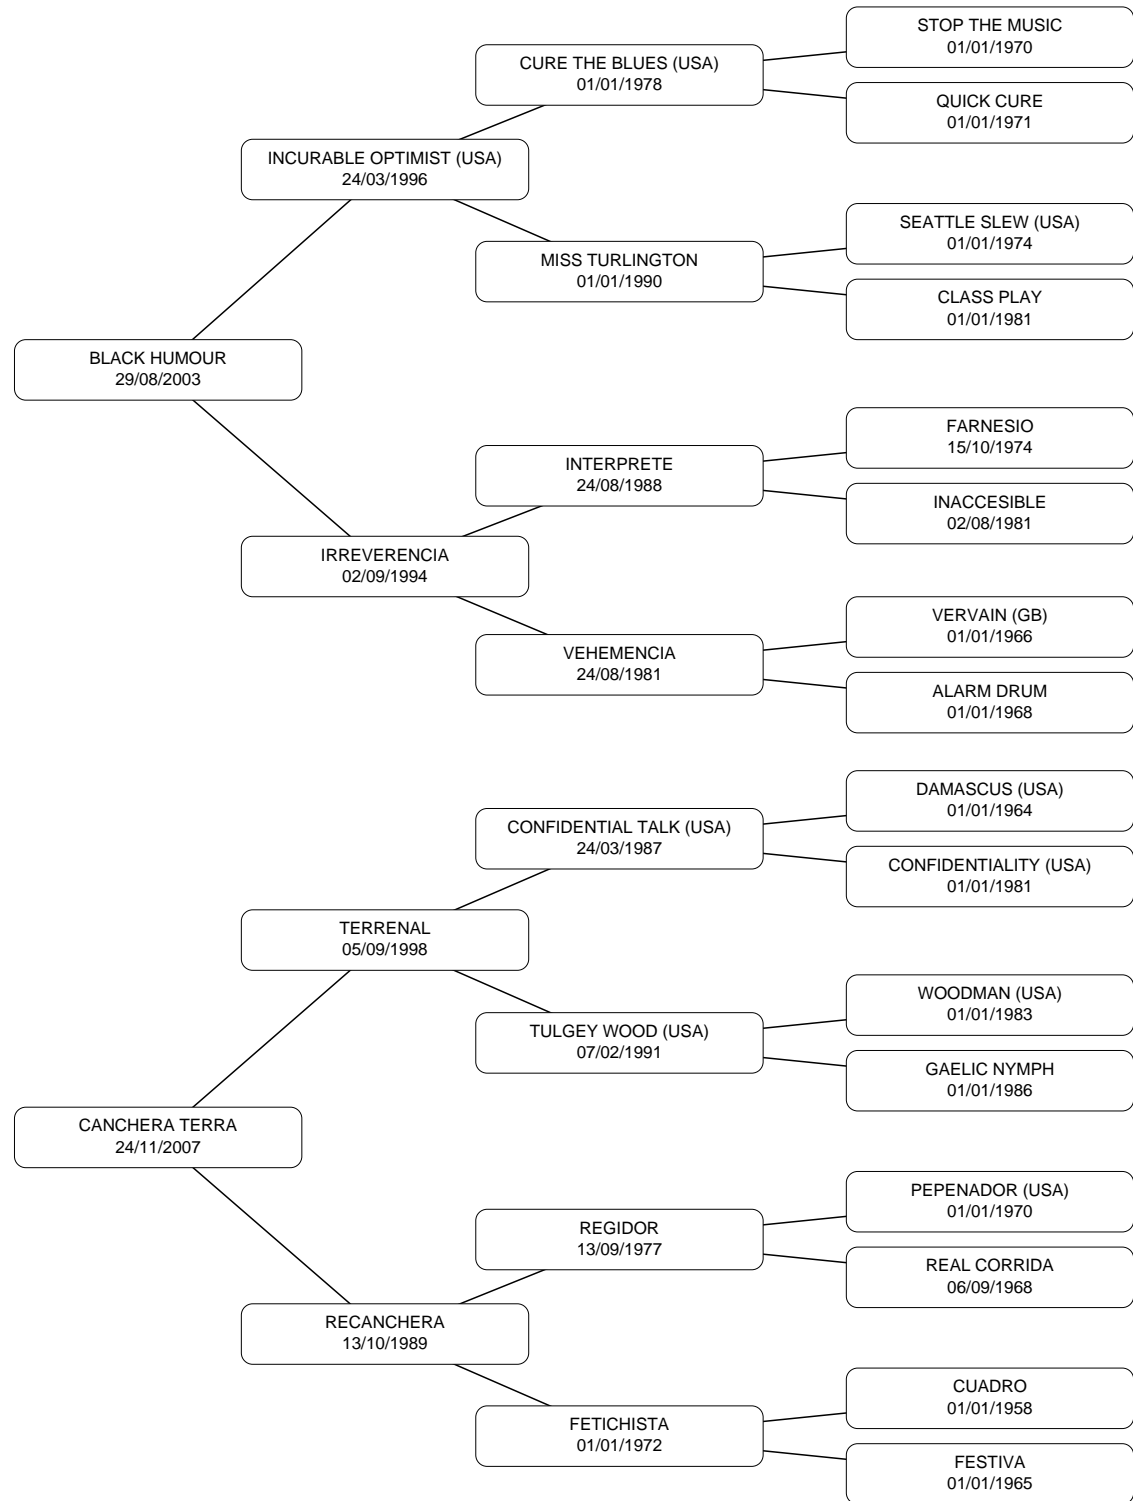 STOP THE MUSIC
01/01/1970
CURE THE BLUES (USA)
01/01/1978
QUICK CURE
01/01/1971
INCURABLE OPTIMIST (USA)
24/03/1996
SEATTLE SLEW (USA)
01/01/1974
MISS TURLINGTON
01/01/1990
CLASS PLAY
01/01/1981
BLACK HUMOUR
29/08/2003
FARNESIO
15/10/1974
INTERPRETE
24/08/1988
INACCESIBLE
02/08/1981
IRREVERENCIA
02/09/1994
VERVAIN (GB)
01/01/1966
VEHEMENCIA
24/08/1981
ALARM DRUM
01/01/1968
DAMASCUS (USA)
01/01/1964
CONFIDENTIAL TALK (USA)
24/03/1987
CONFIDENTIALITY (USA)
01/01/1981
TERRENAL
05/09/1998
WOODMAN (USA)
01/01/1983
TULGEY WOOD (USA)
07/02/1991
GAELIC NYMPH
01/01/1986
CANCHERA TERRA
24/11/2007
PEPENADOR (USA)
01/01/1970
REGIDOR
13/09/1977
REAL CORRIDA
06/09/1968
RECANCHERA
13/10/1989
CUADRO
01/01/1958
FETICHISTA
01/01/1972
FESTIVA
01/01/1965